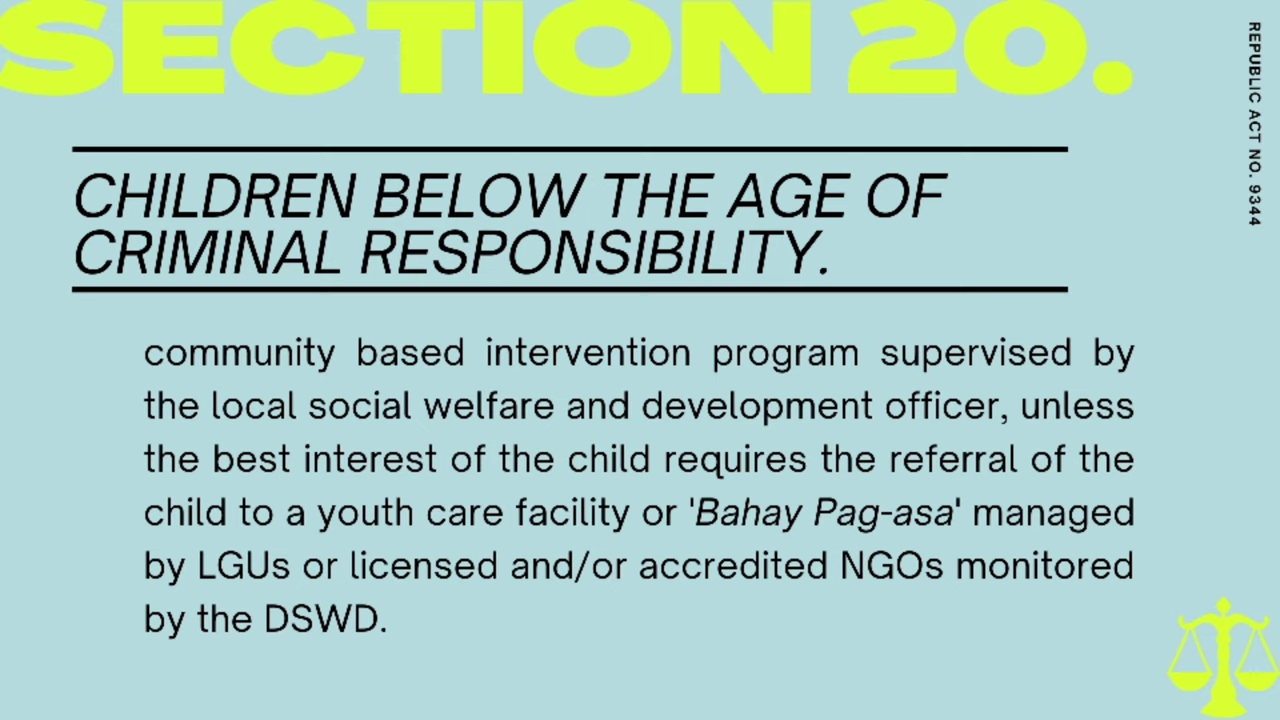 SECTION 20.
REPUBLIC ACT NO. 9344
CHILDREN BELOW THE AGE OF
CRIMINAL RESPONSIBILITY.
community based intervention program supervised by
the local social welfare and development officer, unless
the best interest of the child requires the referral of the
child to a youth care facility or 'Bahay Pag-asa' managed
by LGUs or licensed and/or accredited NGOs monitored
by the DSWD.